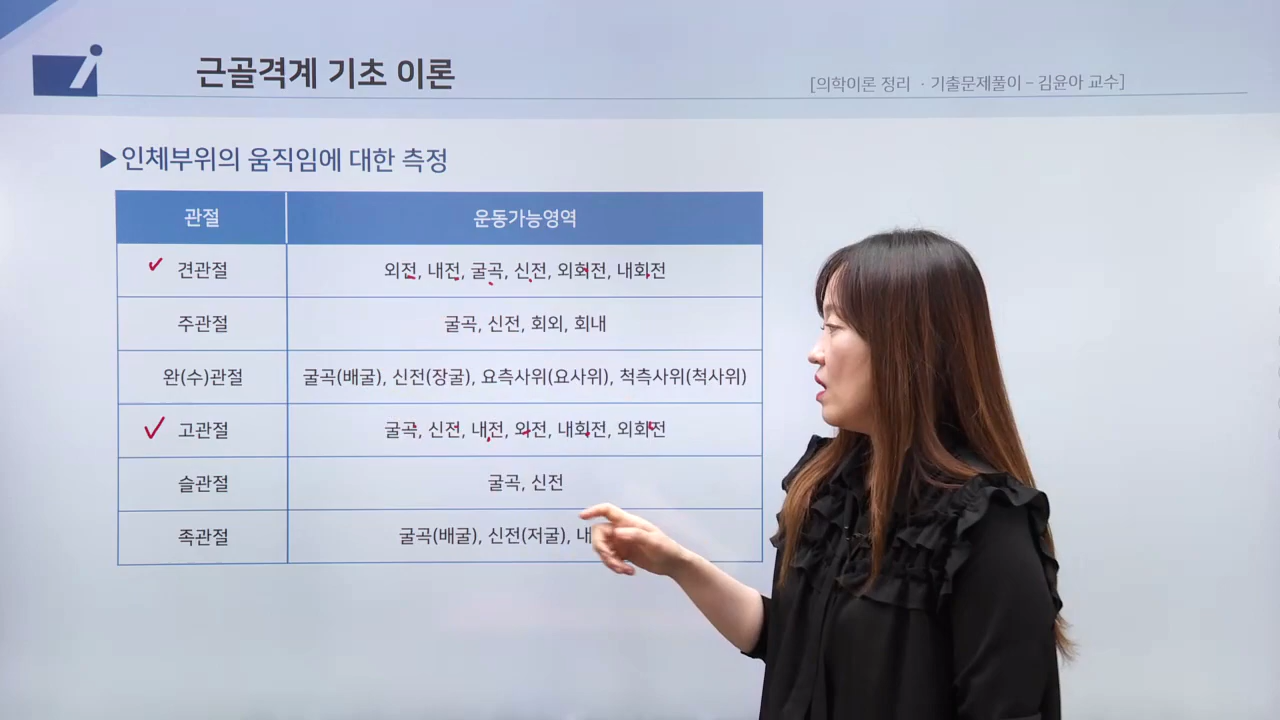 근골격계 기초 이론
[의학이론 정리 · 기출문제풀이 – 김윤아 교수]
▶인체부위의 움직임에 대한 측정
관절 운동가능영역
견관절 외전, 내전, 굴곡, 신전, 외회전, 내회전
주관절 굴곡, 신전, 회외, 회내
완(수)관절 굴곡(배굴), 신전(장굴), 요측사위(요사위), 척측사위(척사위)
고관절 굴곡, 신전, 내전, 외전, 내회전, 외회전
슬관절 굴곡, 신전
족관절 굴곡(배굴), 신전(저굴),